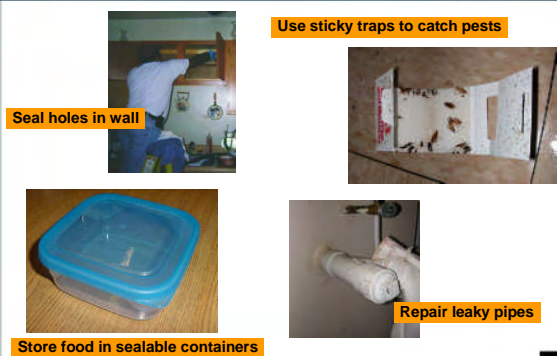 Use sticky traps to catch pests
Seal holes in wall
Repair leaky pipes
Store food in sealable containers